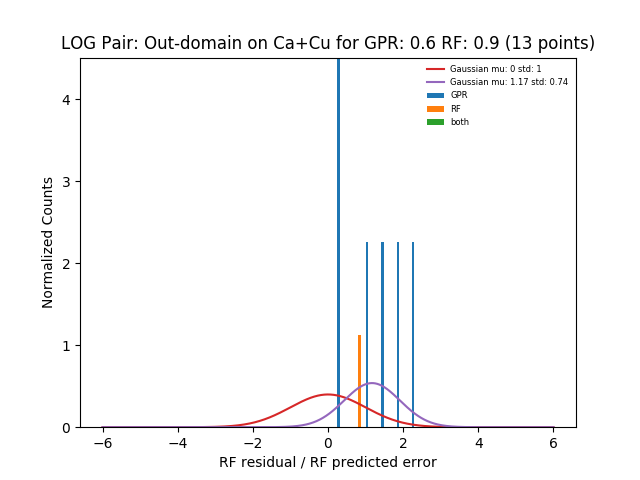 LOG Pair: Out-domain on Ca+Cu for GPR: 0.6 RF: 0.9 (13 points)
Gaussian mu: 0 std: 1
Gaussian mu: 1.17 std: 0.74
GPR
RF
both
Normalized Counts
4
3
2
1
0
−6 −4 −2 0 2 4 6
RF residual / RF predicted error